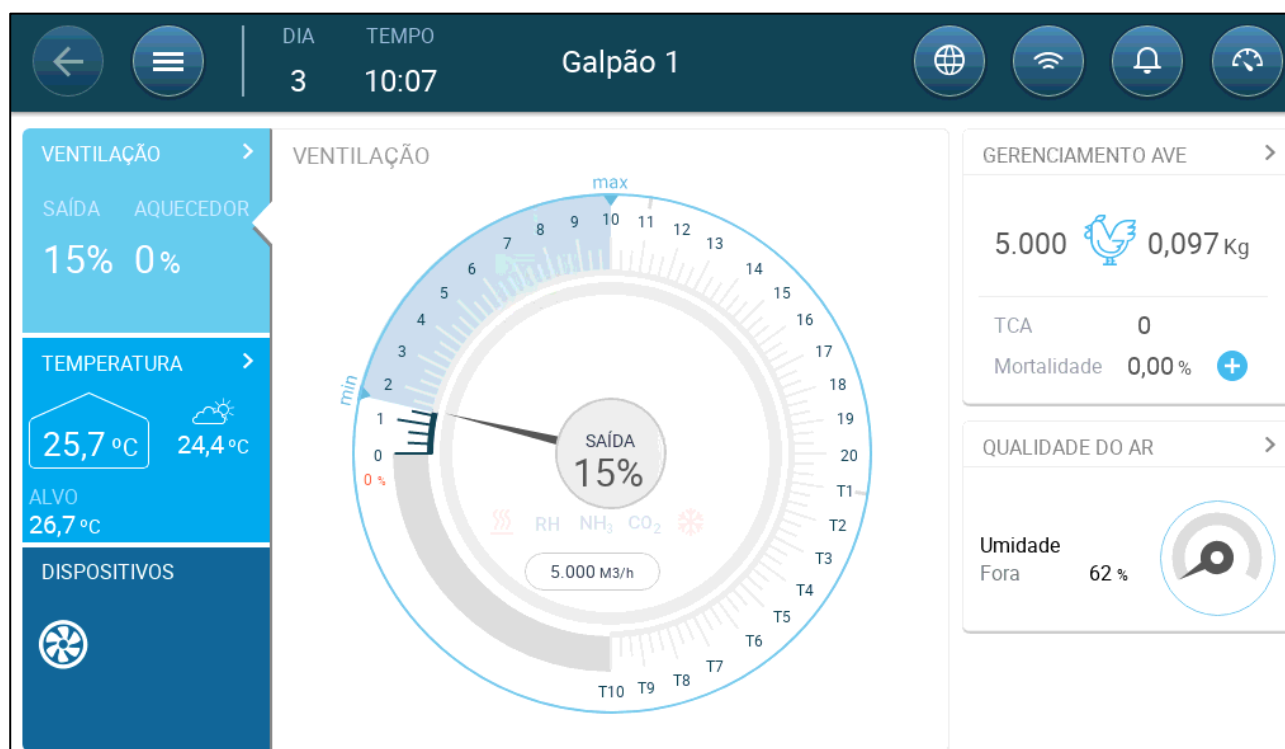 DIA TEMPO
3 10:07
Galpão 1
VENTILAÇÃO
SAÍDA AQUECEDOR
15% 0 %
TEMPERATURA
25,7 ºC
24,4 ºC
ALVO
26,7 ºC
DISPOSITIVOS
VENTILAÇÃO
max
min
0
1
2
3
4
5
6
7
8
9
10
11
12
13
14
15
16
17
18
19
20
T1
T2
T3
T4
T5
T6
T7
T8
T9
T10
0 %
SAÍDA
15%
RH NH₃ CO₂
5.000 M3/h
GERENCIAMENTO AVE
5.000 0,097 Kg
TCA 0
Mortalidade 0,00 %
QUALIDADE DO AR
Umidade
Fora 62 %